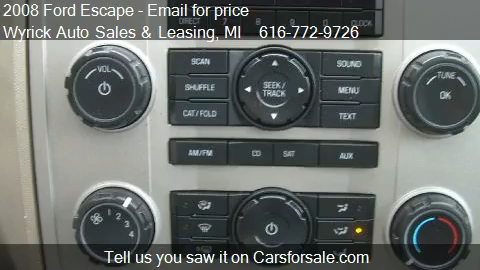 2008 Ford Escape - Email for price
Wyrick Auto Sales & Leasing, MI 616-772-9726
DIRECT
CLOCK
VOL
SCAN
SHUFFLE
CAT/FOLD
SEEK/
TRACK
SOUND
MENU
TEXT
TUNE
OK
AM/FM
CD
SAT
AUX
1
2
3
4
Tell us you saw it on Carsforsale.com